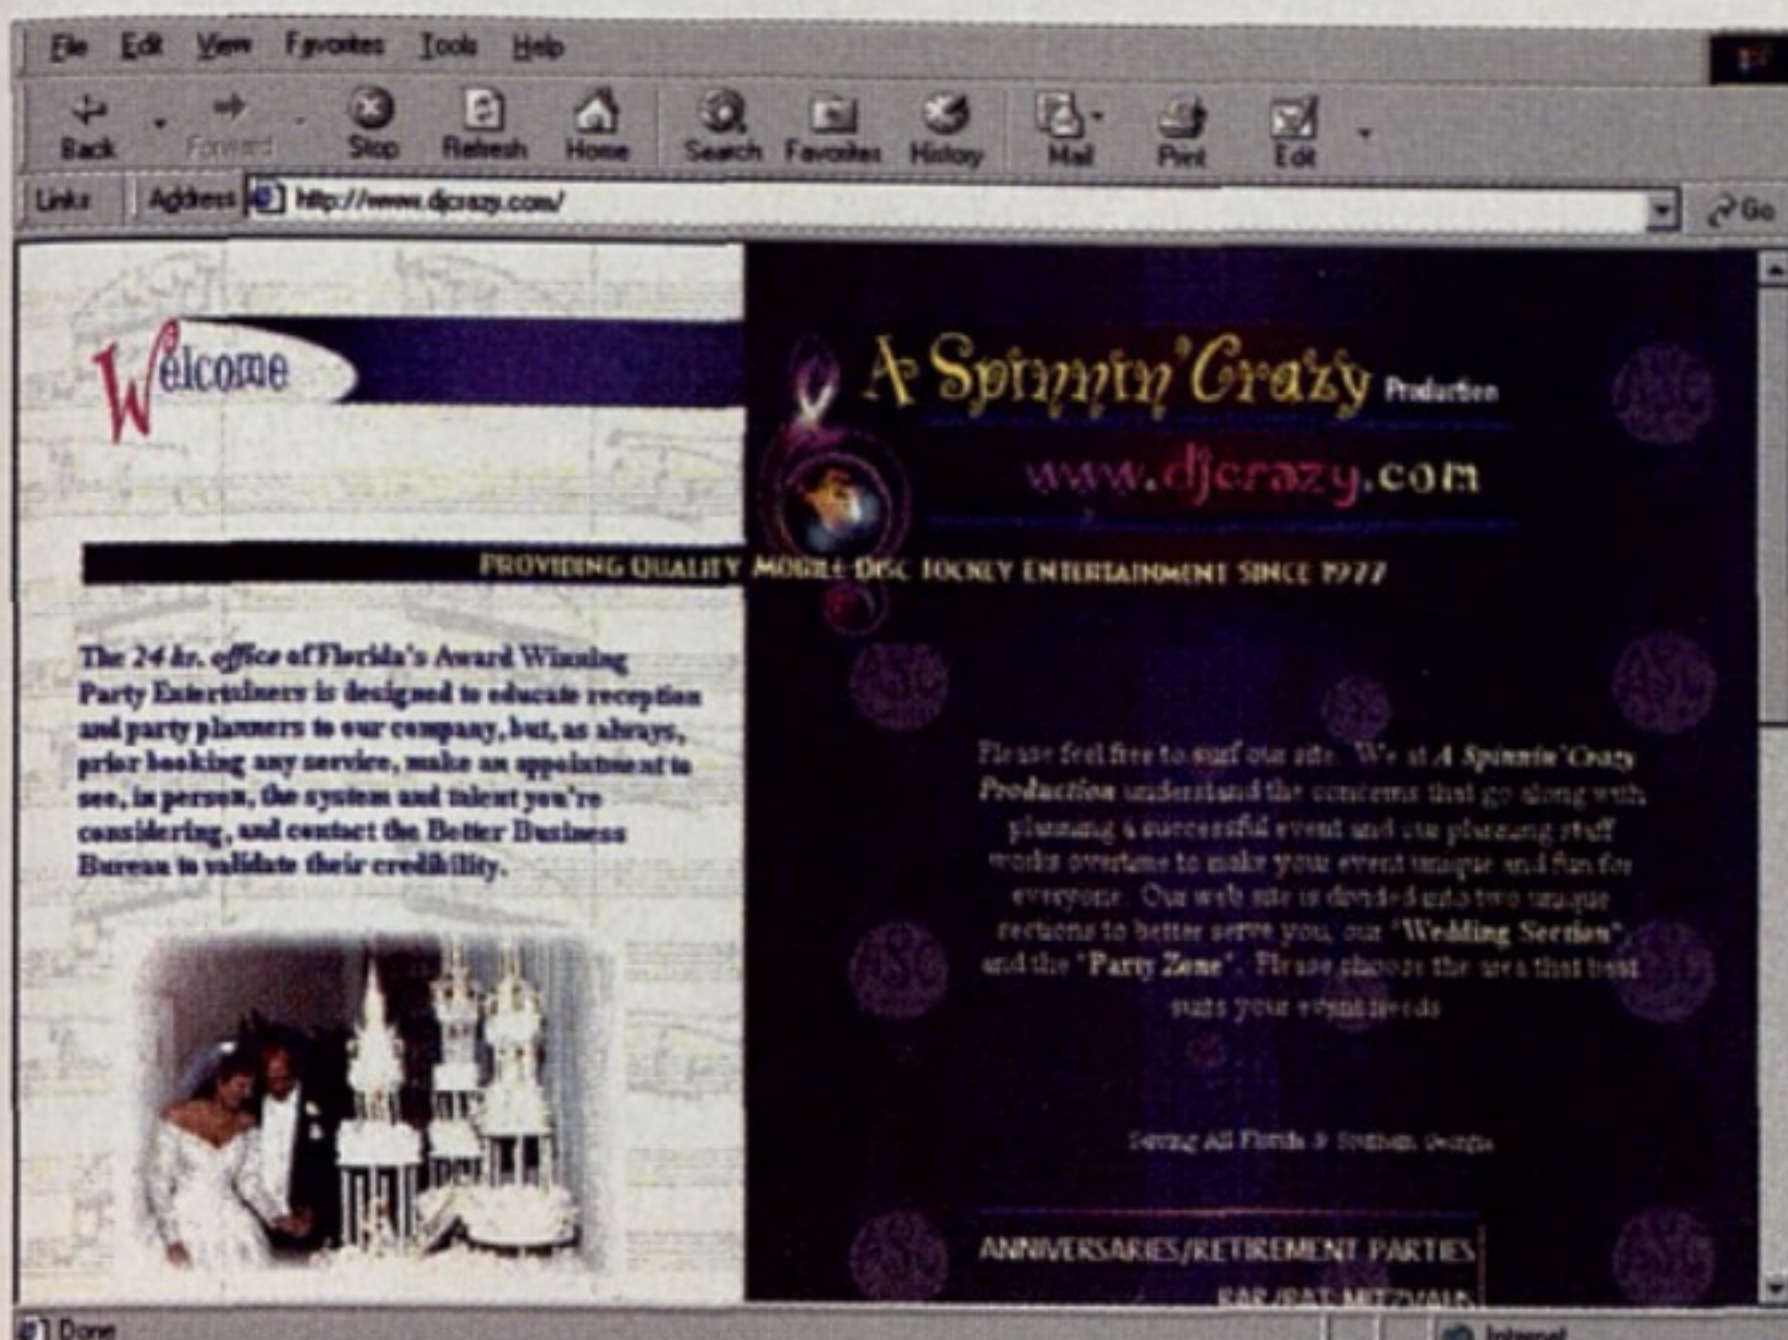 File Edit View Favorites Tools Help
Back Forward Stop Refresh Home Search Favorites History Mail Print Edit
Links Address http://www.djcrazy.com/ Go
Welcome
A Spinnin' Crazy Production
www.djcrazy.com
PROVIDING QUALITY MOBILE DISC JOCKEY ENTERTAINMENT SINCE 1977
The 24 hr. office of Florida's Award Winning
Party Entertainers is designed to educate reception
and party planners to our company, but, as always,
prior booking any service, make an appointment to
see, in person, the system and talent you're
considering, and contact the Better Business
Bureau to validate their credibility.
Please feel free to surf our site. We at A Spinnin' Crazy
Production understand the concerns that go along with
planning a successful event and our planning staff
works overtime to make your event unique and fun for
everyone. Our web site is divided into two unique
sections to better serve you, our "Wedding Section",
and the "Party Zone". Please choose the area that best
suits your event needs
Serving All Florida & Southern Georgia
ANNIVERSARIES/RETIREMENT PARTIES
BAR/BAT MITZVAHS
Done Internet